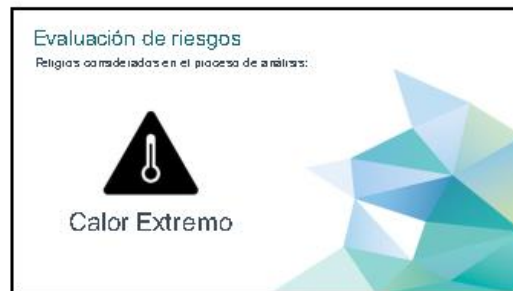 Evaluación de riesgos
Peligros considerados en el proceso de análisis:
Calor Extremo